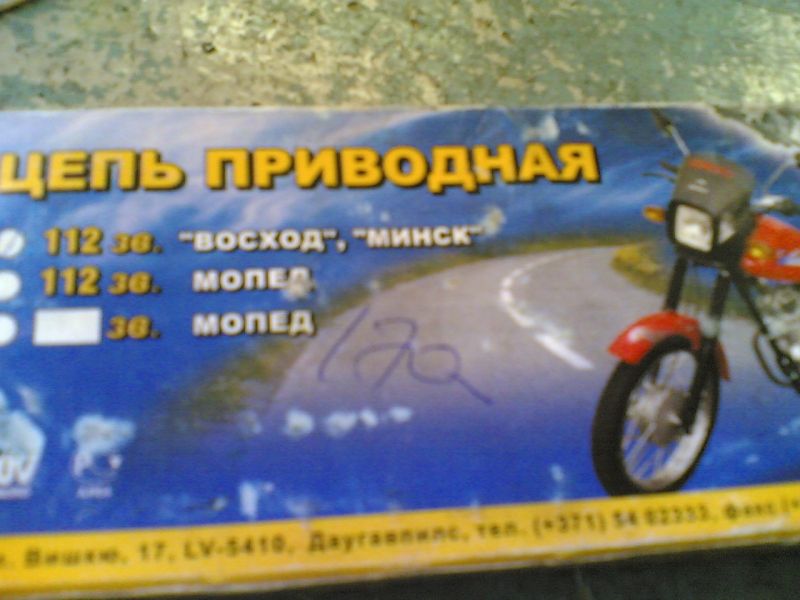 ЦЕПЬ ПРИВОДНАЯ
112 зв. "ВОСХОД", "МИНСК"
112 зв. МОПЕД
зв. МОПЕД
170
Вишкю, 17, LV-5410, Даугавпилс, тел. (+371) 54 02333, факс (+